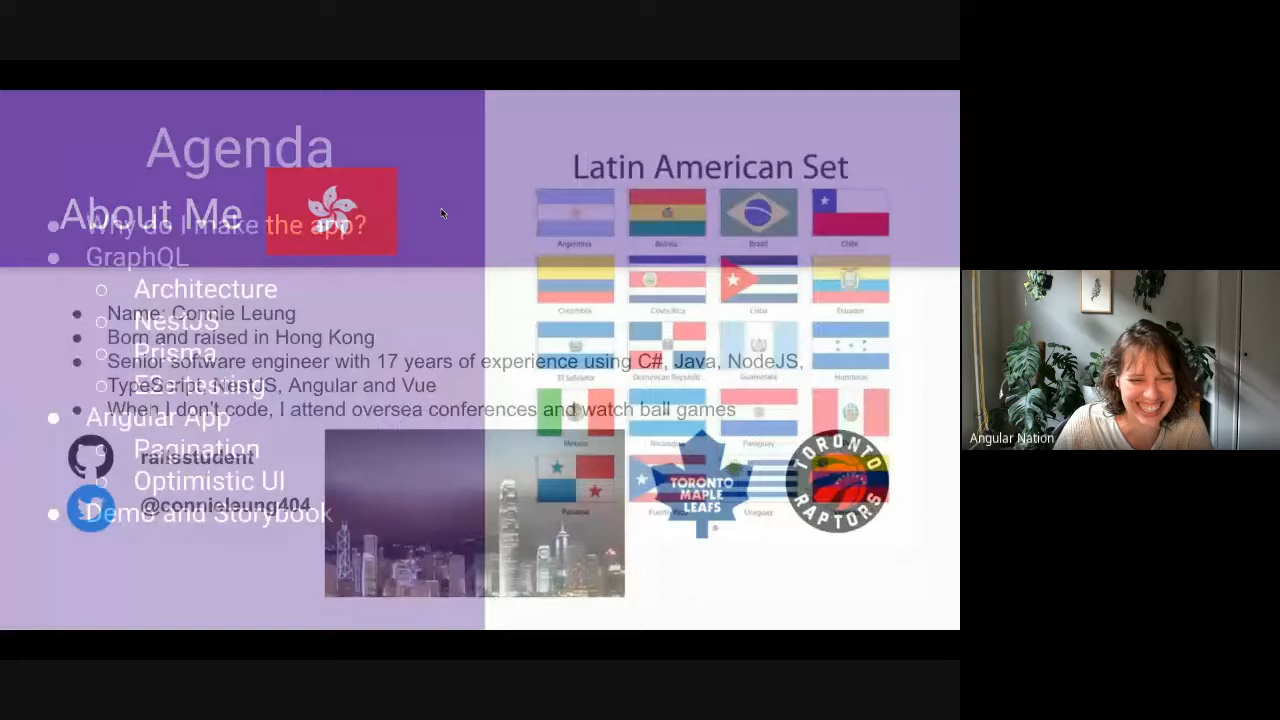 Agenda
Latin American Set
About Me
Why do I make the app?
Argentina Bolivia Brazil Chile
GraphQL
Architecture
Colombia Costa Rica Cuba Ecuador
Name: Connie Leung
NestJS
Born and raised in Hong Kong
Prisma
Senior software engineer with 17 years of experience using C#, Java, NodeJS,
El Salvador Dominican Republic Guatemala Honduras
TypeScript, NestJS, Angular and Vue
E2E testing
When I don't code, I attend oversea conferences and watch ball games
Angular App
Mexico Nicaragua Paraguay
Pagination
railsstudent
Optimistic UI
TORONTO
MAPLE
LEAFS
TORONTO
RAPTORS
@connieleung404
Demo and Storybook
Panama Puerto Rico Uruguay
Angular Nation